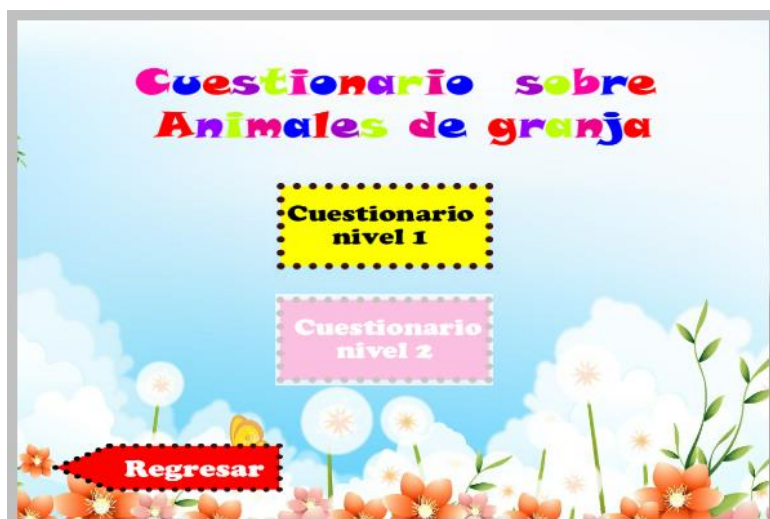 Cuestionario sobre
Animales de granja
Cuestionario
nivel 1
Cuestionario
nivel 2
Regresar